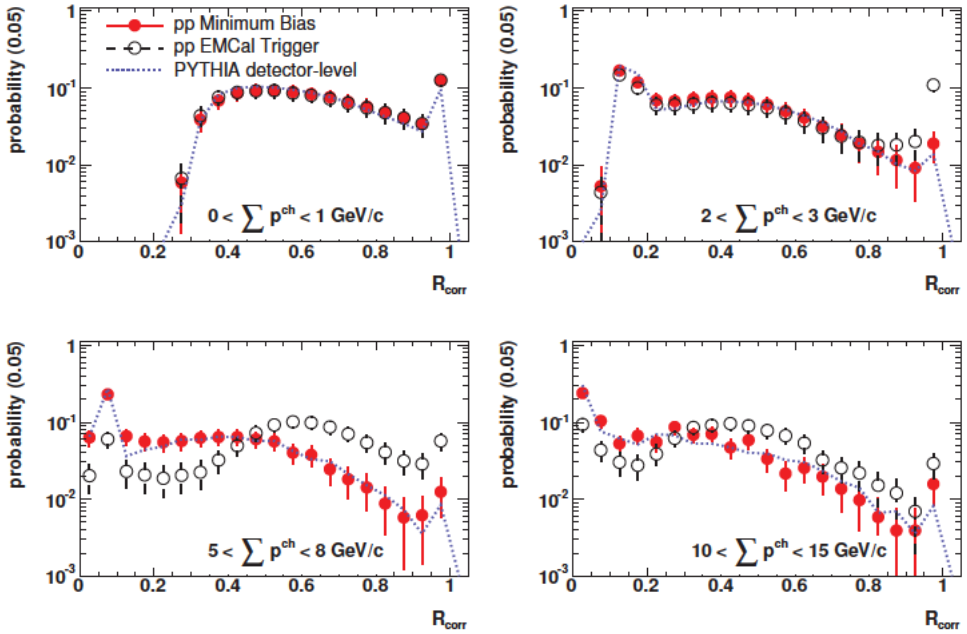 probability (0.05)
1
10⁻¹
10⁻²
10⁻³
pp Minimum Bias
pp EMCal Trigger
PYTHIA detector-level
0 < ∑ pᶜʰ < 1 GeV/c
0 0.2 0.4 0.6 0.8 1
R_corr
probability (0.05)
1
10⁻¹
10⁻²
10⁻³
2 < ∑ pᶜʰ < 3 GeV/c
0 0.2 0.4 0.6 0.8 1
R_corr
probability (0.05)
1
10⁻¹
10⁻²
10⁻³
5 < ∑ pᶜʰ < 8 GeV/c
0 0.2 0.4 0.6 0.8 1
R_corr
probability (0.05)
1
10⁻¹
10⁻²
10⁻³
10 < ∑ pᶜʰ < 15 GeV/c
0 0.2 0.4 0.6 0.8 1
R_corr